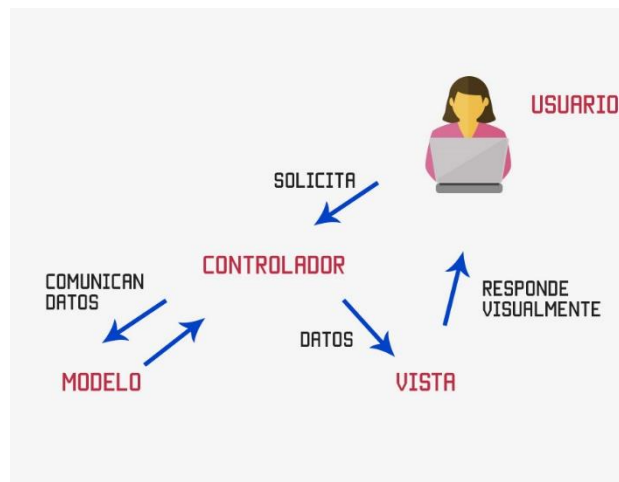 USUARIO
SOLICITA
CONTROLADOR
COMUNICAN
DATOS
RESPONDE
VISUALMENTE
DATOS
MODELO
VISTA